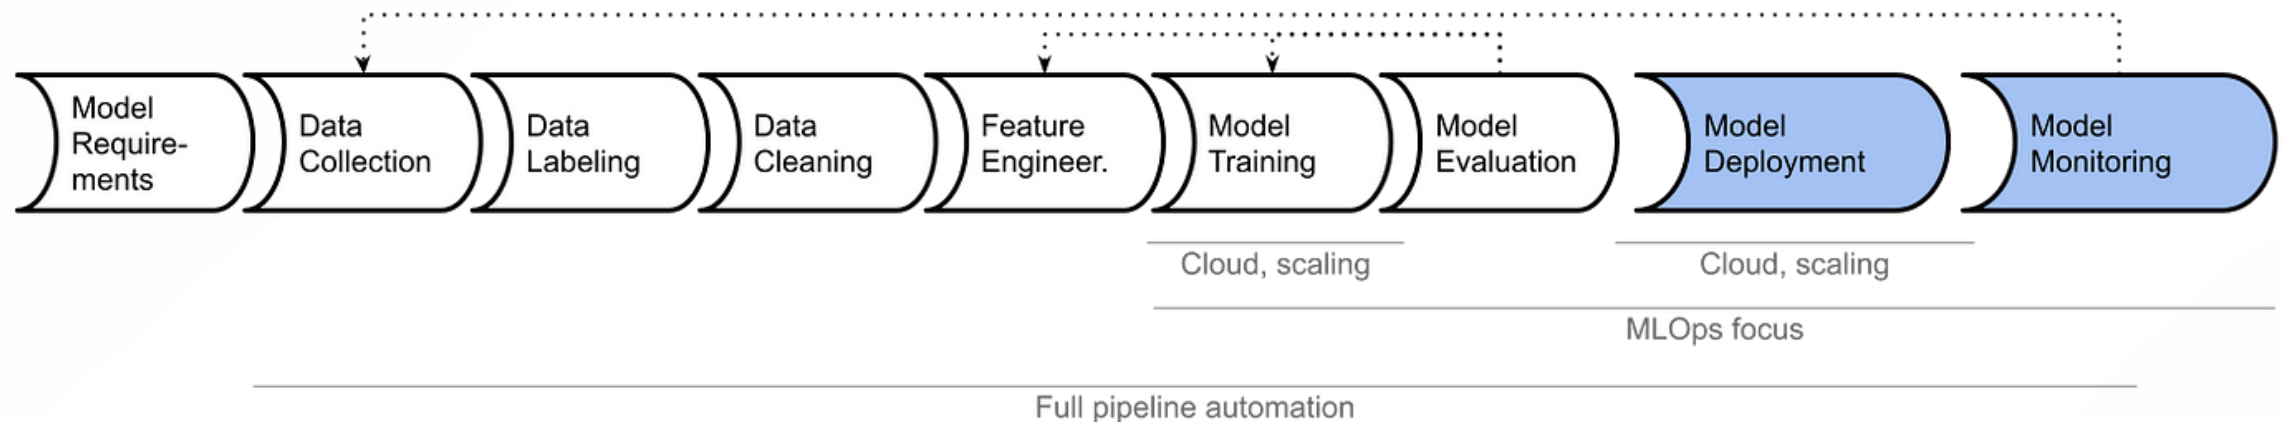 Model
Require-
ments
Data
Collection
Data
Labeling
Data
Cleaning
Feature
Engineer.
Model
Training
Model
Evaluation
Model
Deployment
Model
Monitoring
Cloud, scaling
Cloud, scaling
MLOps focus
Full pipeline automation